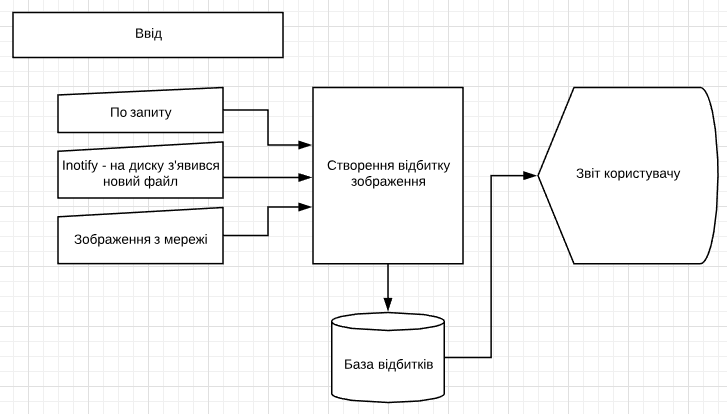 Ввід
По запиту
Inotify - на диску з'явився
новий файл
Зображення з мережі
Створення відбитку
зображення
База відбитків
Звіт користувачу